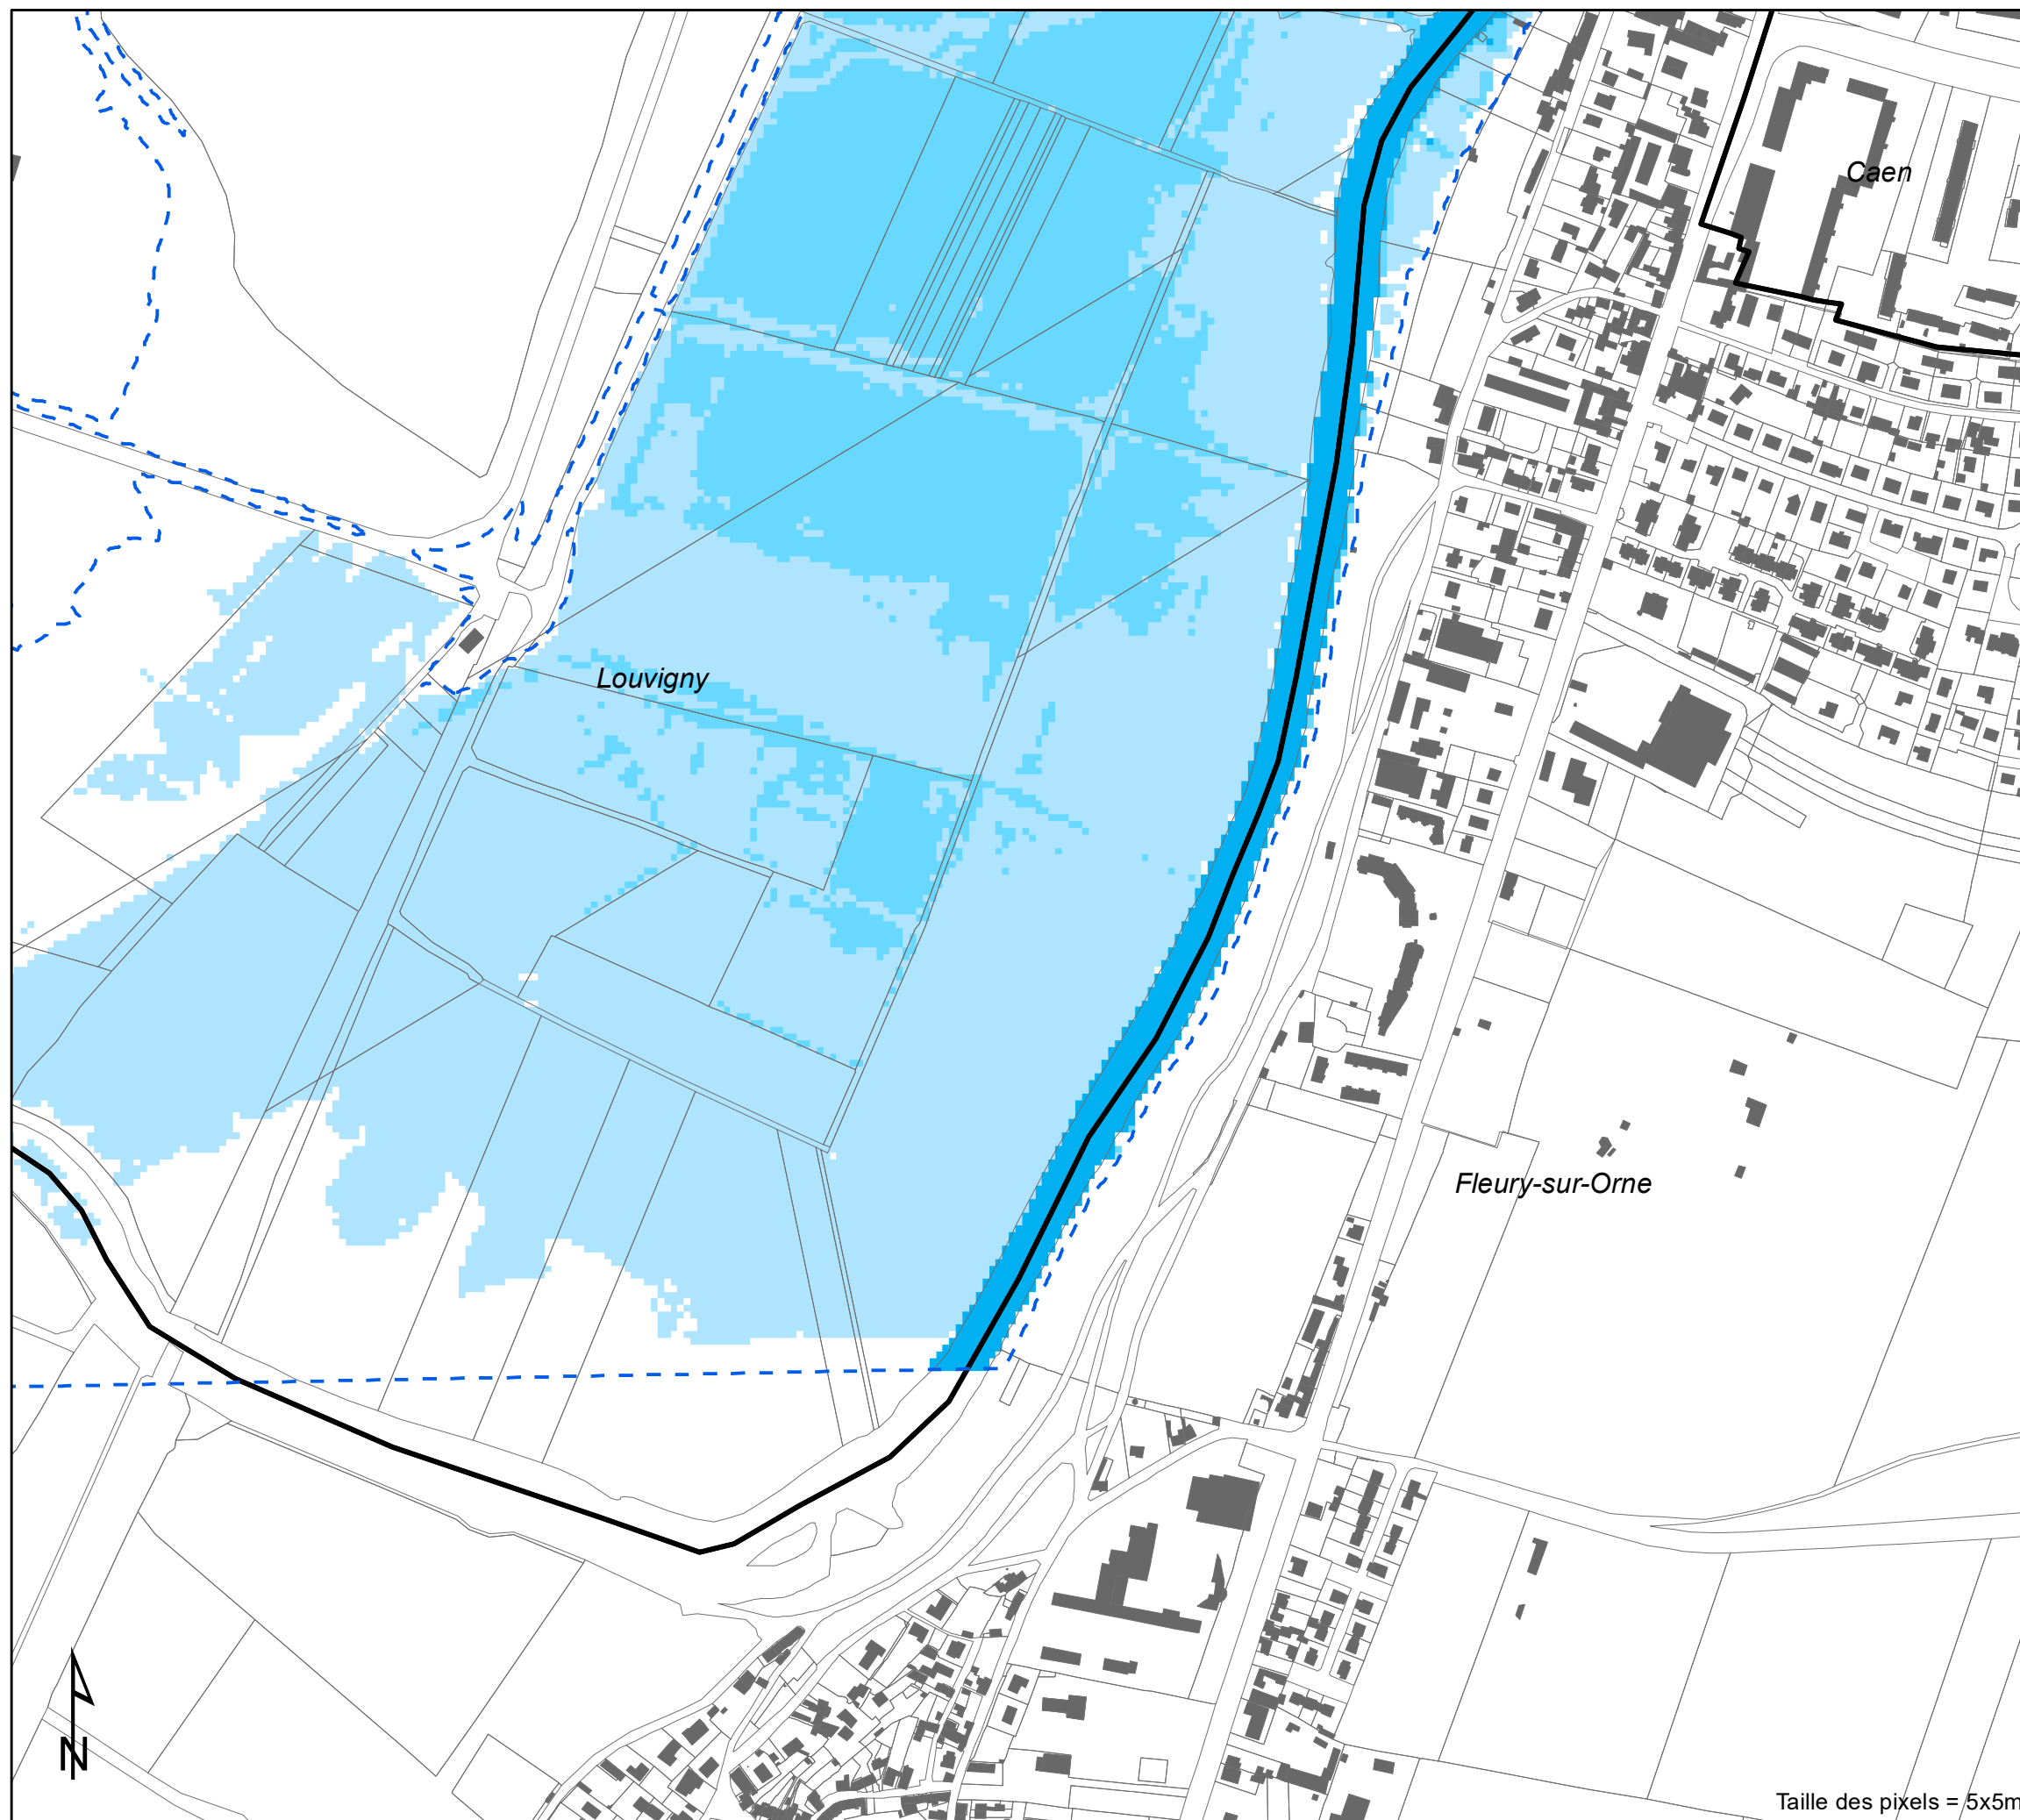 Caen
Louvigny
Fleury-sur-Orne
N
Taille des pixels = 5x5m